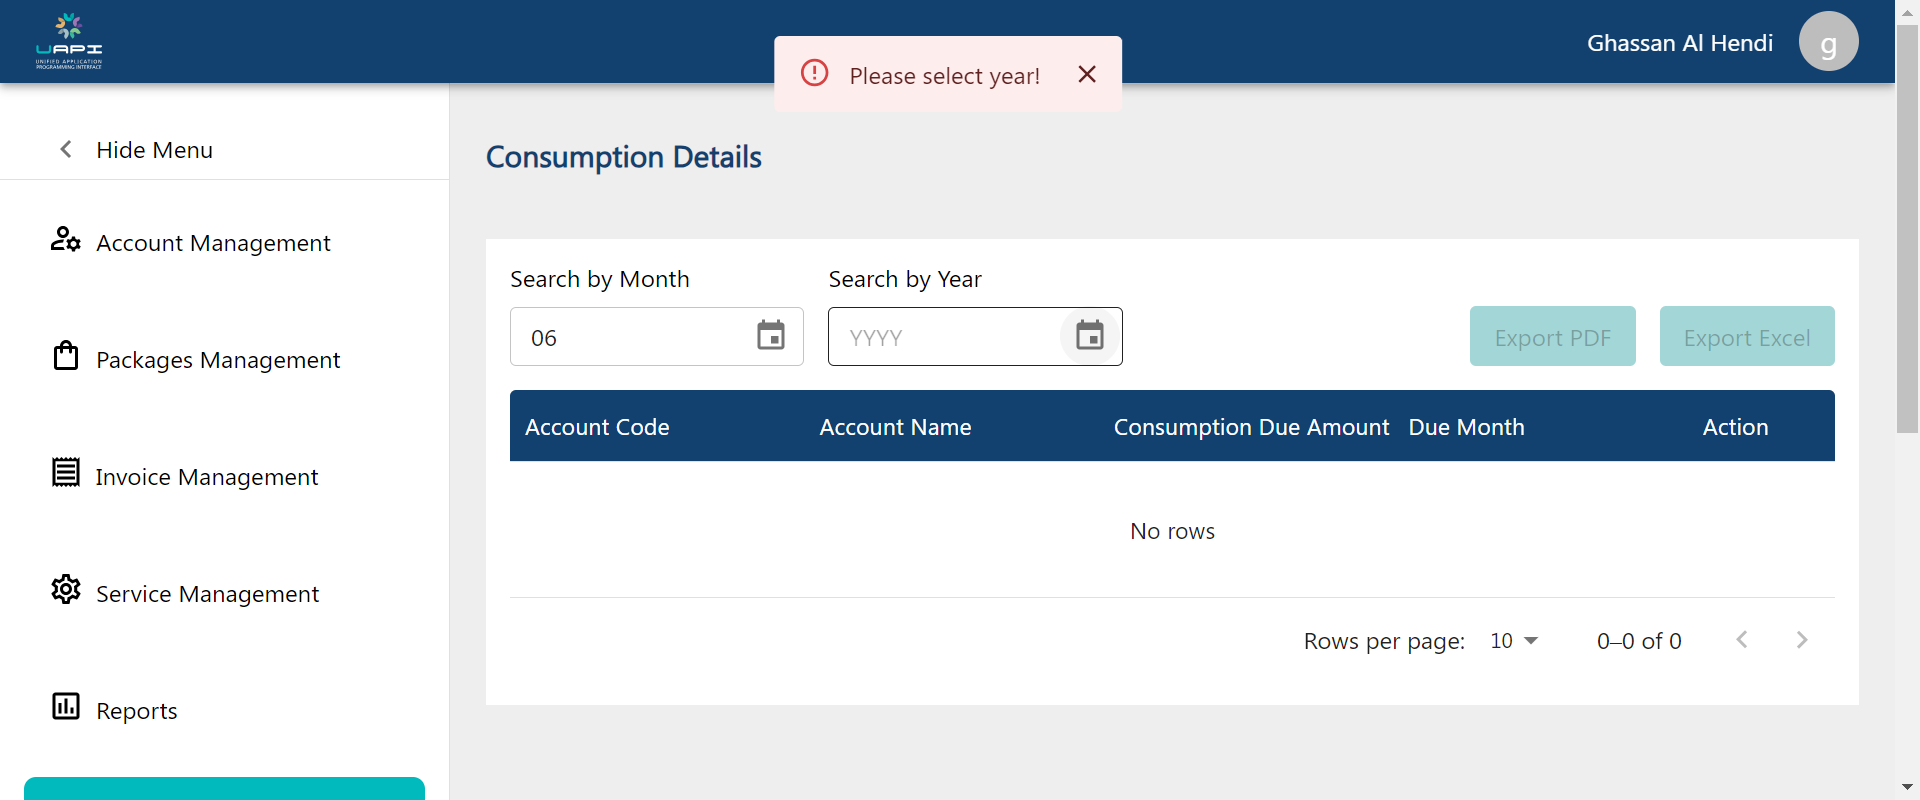 UAPI
UNIFIED APPLICATION
PROGRAMMING INTERFACE
Please select year!
Ghassan Al Hendi
g
Hide Menu
Account Management
Packages Management
Invoice Management
Service Management
Reports
Consumption Details
Search by Month
Search by Year
06
YYYY
Export PDF
Export Excel
Account Code
Account Name
Consumption Due Amount
Due Month
Action
No rows
Rows per page: 10
0–0 of 0